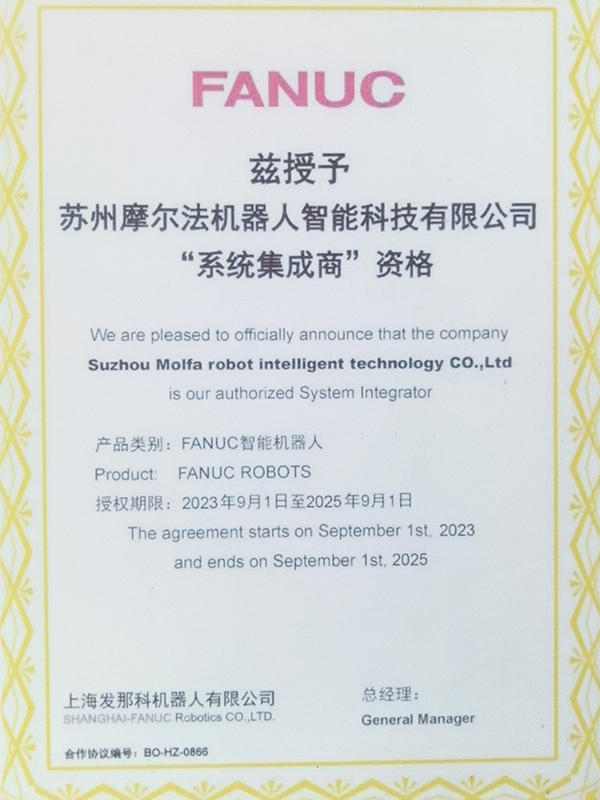 FANUC
兹授予
苏州摩尔法机器人智能科技有限公司
“系统集成商”资格
We are pleased to officially announce that the company
Suzhou Molfa robot intelligent technology CO.,Ltd
is our authorized System Integrator
产品类别：FANUC智能机器人
Product: FANUC ROBOTS
授权期限：2023年9月1日至2025年9月1日
The agreement starts on September 1st, 2023
and ends on September 1st, 2025
上海发那科机器人有限公司
SHANGHAI-FANUC Robotics CO.,LTD.
总经理：
General Manager
合作协议编号：BO-HZ-0866